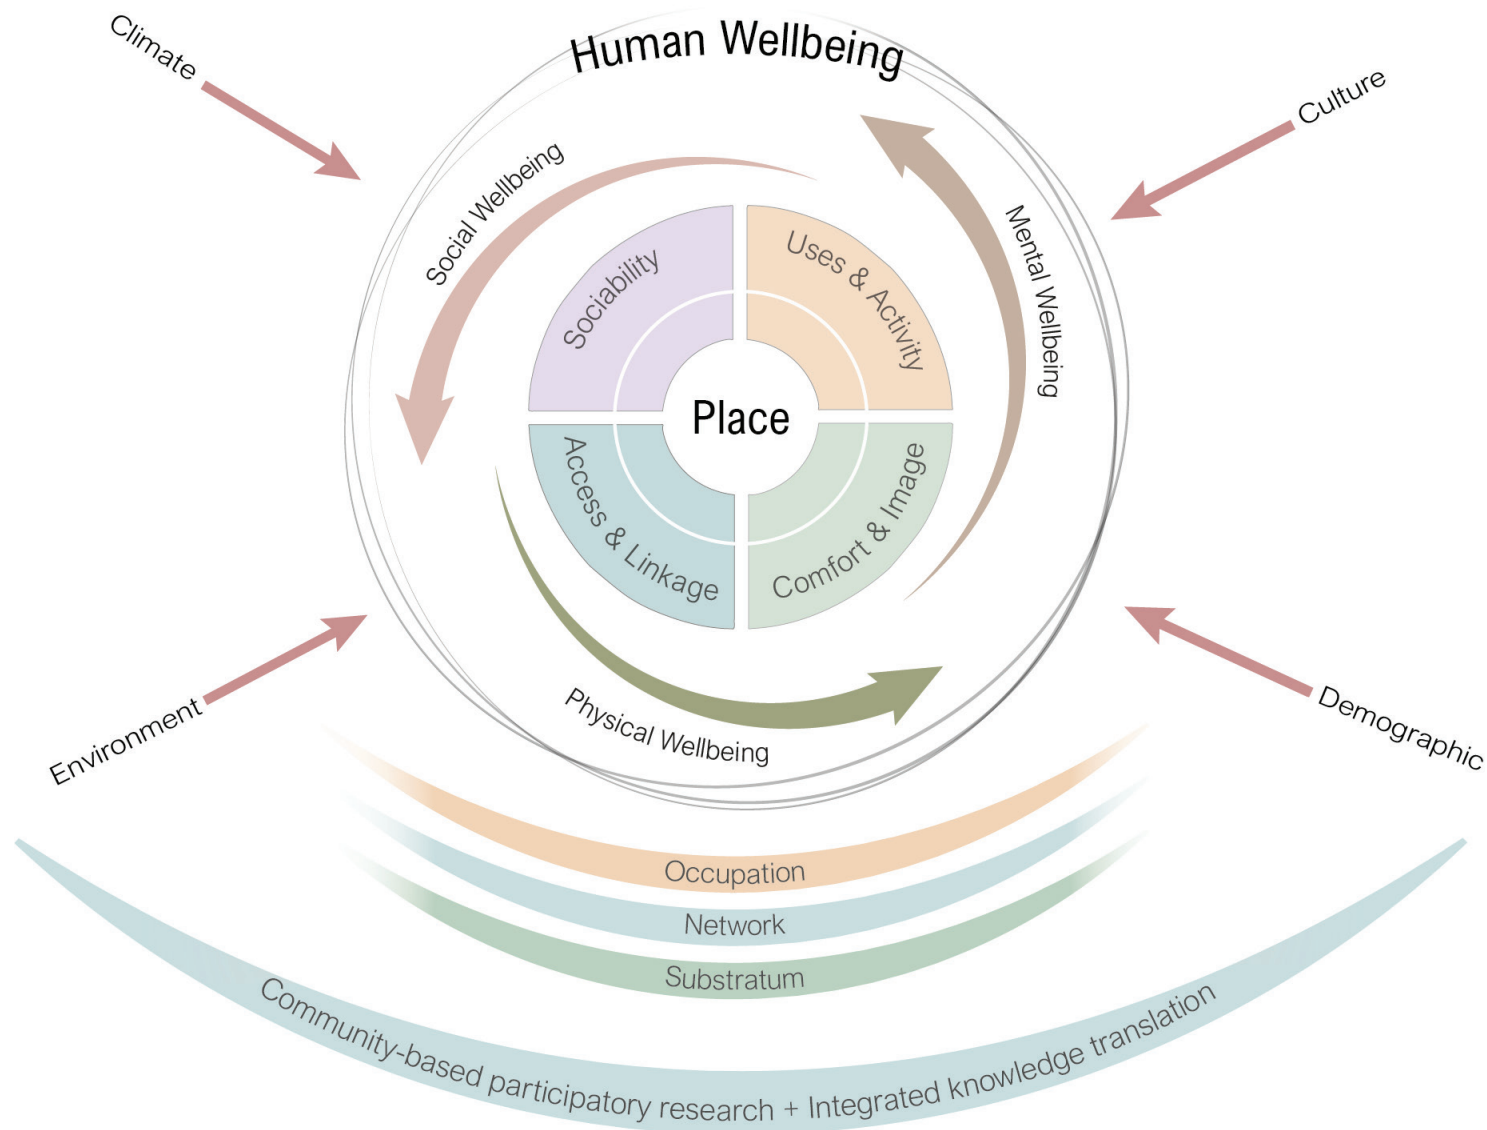 Human Wellbeing
Climate
Culture
Social Wellbeing
Mental Wellbeing
Sociability
Uses & Activity
Place
Access & Linkage
Comfort & Image
Physical Wellbeing
Environment
Demographic
Occupation
Network
Substratum
Community-based participatory research + Integrated knowledge translation